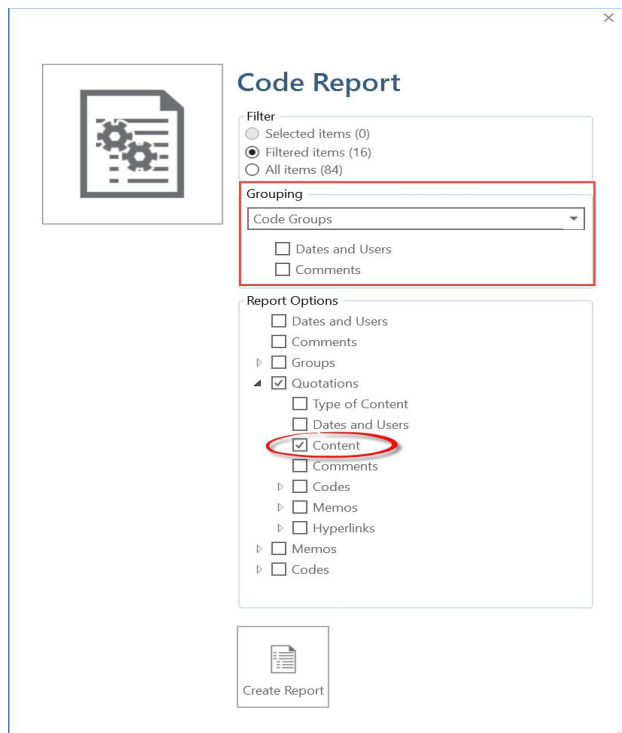 Code Report
Filter
Selected items (0)
Filtered items (16)
All items (84)
Grouping
Code Groups
Dates and Users
Comments
Report Options
Dates and Users
Comments
Groups
Quotations
Type of Content
Dates and Users
Content
Comments
Codes
Memos
Hyperlinks
Memos
Codes
Create Report